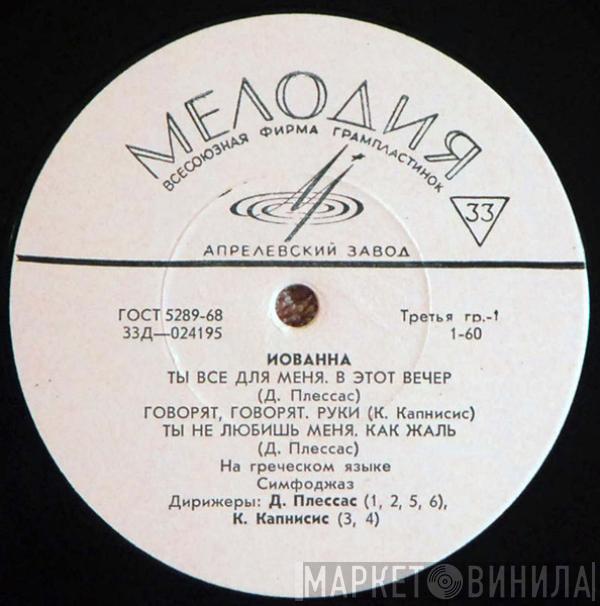 МЕЛОДИЯ
ВСЕСОЮЗНАЯ ФИРМА ГРАМПЛАСТИНОК
33
АПРЕЛЕВСКИЙ ЗАВОД
ГОСТ 5289-68
Третья гр.-1
33Д—024195
1-60
ИОВАННА
ТЫ ВСЕ ДЛЯ МЕНЯ. В ЭТОТ ВЕЧЕР
(Д. Плессас)
ГОВОРЯТ, ГОВОРЯТ. РУКИ (К. Капнисис)
ТЫ НЕ ЛЮБИШЬ МЕНЯ. КАК ЖАЛЬ
(Д. Плессас)
На греческом языке
Симфоджаз
Дирижеры: Д. Плессас (1, 2, 5, 6),
К. Капнисис (3, 4)
МАРКЕТОВИНИЛА